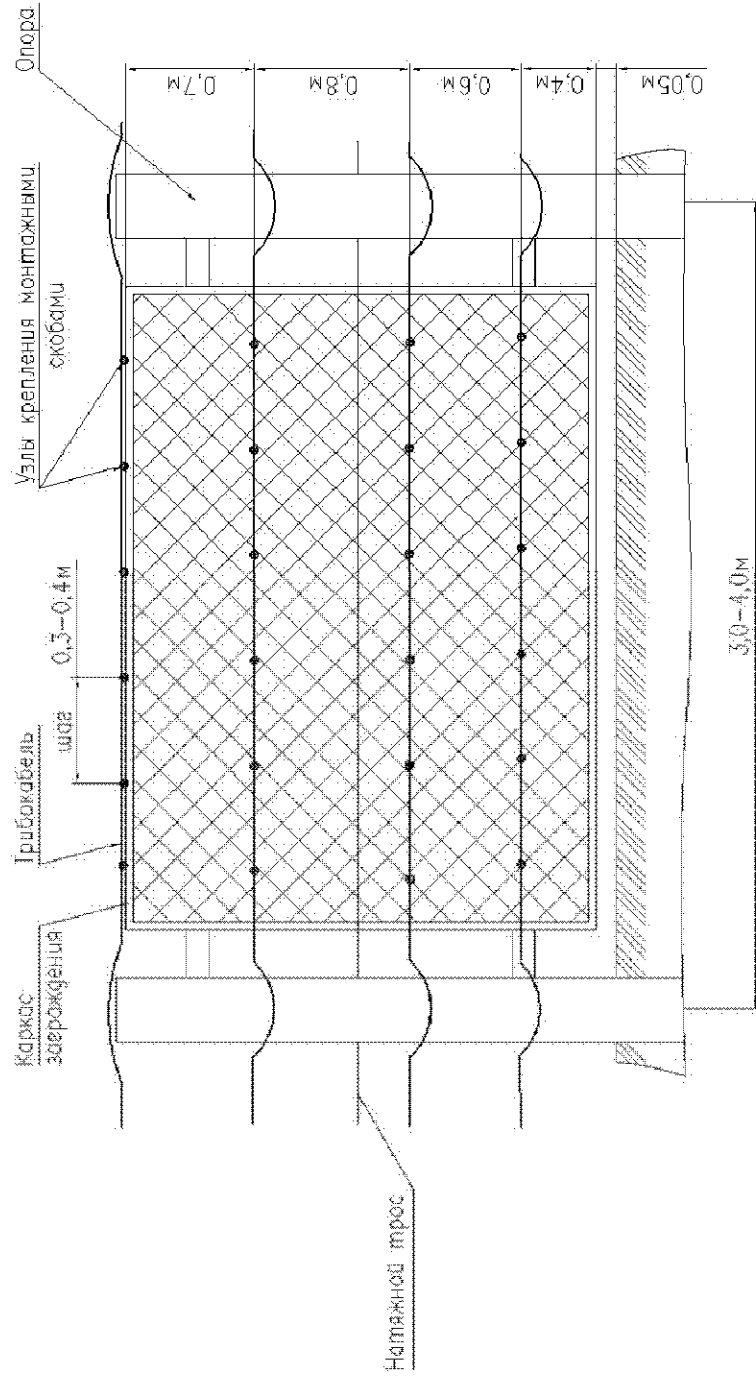 Каркас
заграждения
Трибокабель
шаг
0,3-0,4м
Узлы крепления монтажными
скобами
Опора
0,7м
0,8м
0,6м
0,4м
0,05м
Натяжной трос
3,0-4,0м